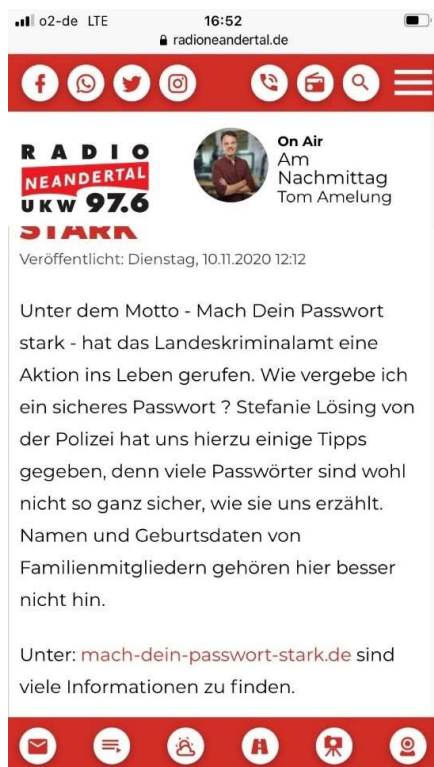 o2-de LTE 16:52
radioneandertal.de
RADIO
NEANDERTAL
UKW 97.6
On Air
Am
Nachmittag
Tom Amelung
STARK
Veröffentlicht: Dienstag, 10.11.2020 12:12
Unter dem Motto - Mach Dein Passwort
stark - hat das Landeskriminalamt eine
Aktion ins Leben gerufen. Wie vergebe ich
ein sicheres Passwort ? Stefanie Lösing von
der Polizei hat uns hierzu einige Tipps
gegeben, denn viele Passwörter sind wohl
nicht so ganz sicher, wie sie uns erzählt.
Namen und Geburtsdaten von
Familienmitgliedern gehören hier besser
nicht hin.
Unter: mach-dein-passwort-stark.de sind
viele Informationen zu finden.